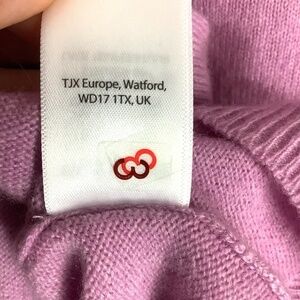 TJX Europe, Watford,
WD17 1TX, UK